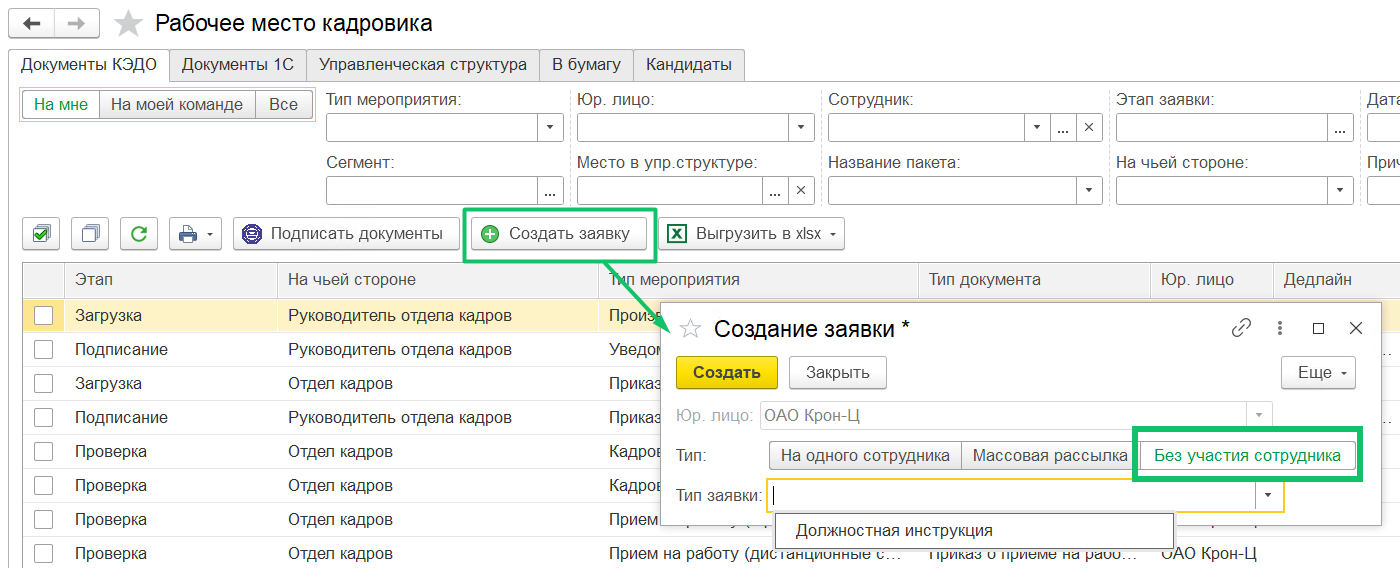 Рабочее место кадровика
Документы КЭДО Документы 1С Управленческая структура В бумагу Кандидаты
На мне На моей команде Все
Тип мероприятия: Юр. лицо: Сотрудник: Этап заявки: Дата
Сегмент: Место в упр.структуре: Название пакета: На чьей стороне: Прич
Подписать документы Создать заявку Выгрузить в xlsx
Этап На чьей стороне Тип мероприятия Тип документа Юр. лицо Дедлайн
Загрузка Руководитель отдела кадров Произв
Подписание Руководитель отдела кадров Уведом
Загрузка Отдел кадров Приказ
Подписание Руководитель отдела кадров Приказ
Проверка Отдел кадров Кадров
Проверка Отдел кадров Кадров
Проверка Отдел кадров Прием
Проверка Отдел кадров Прием на работу (дистанционные с... Приказ о приеме на рабо... ОАО Крон-Ц
Создание заявки *
Создать Закрыть Еще
Юр. лицо: ОАО Крон-Ц
Тип: На одного сотрудника Массовая рассылка Без участия сотрудника
Тип заявки:
Должностная инструкция